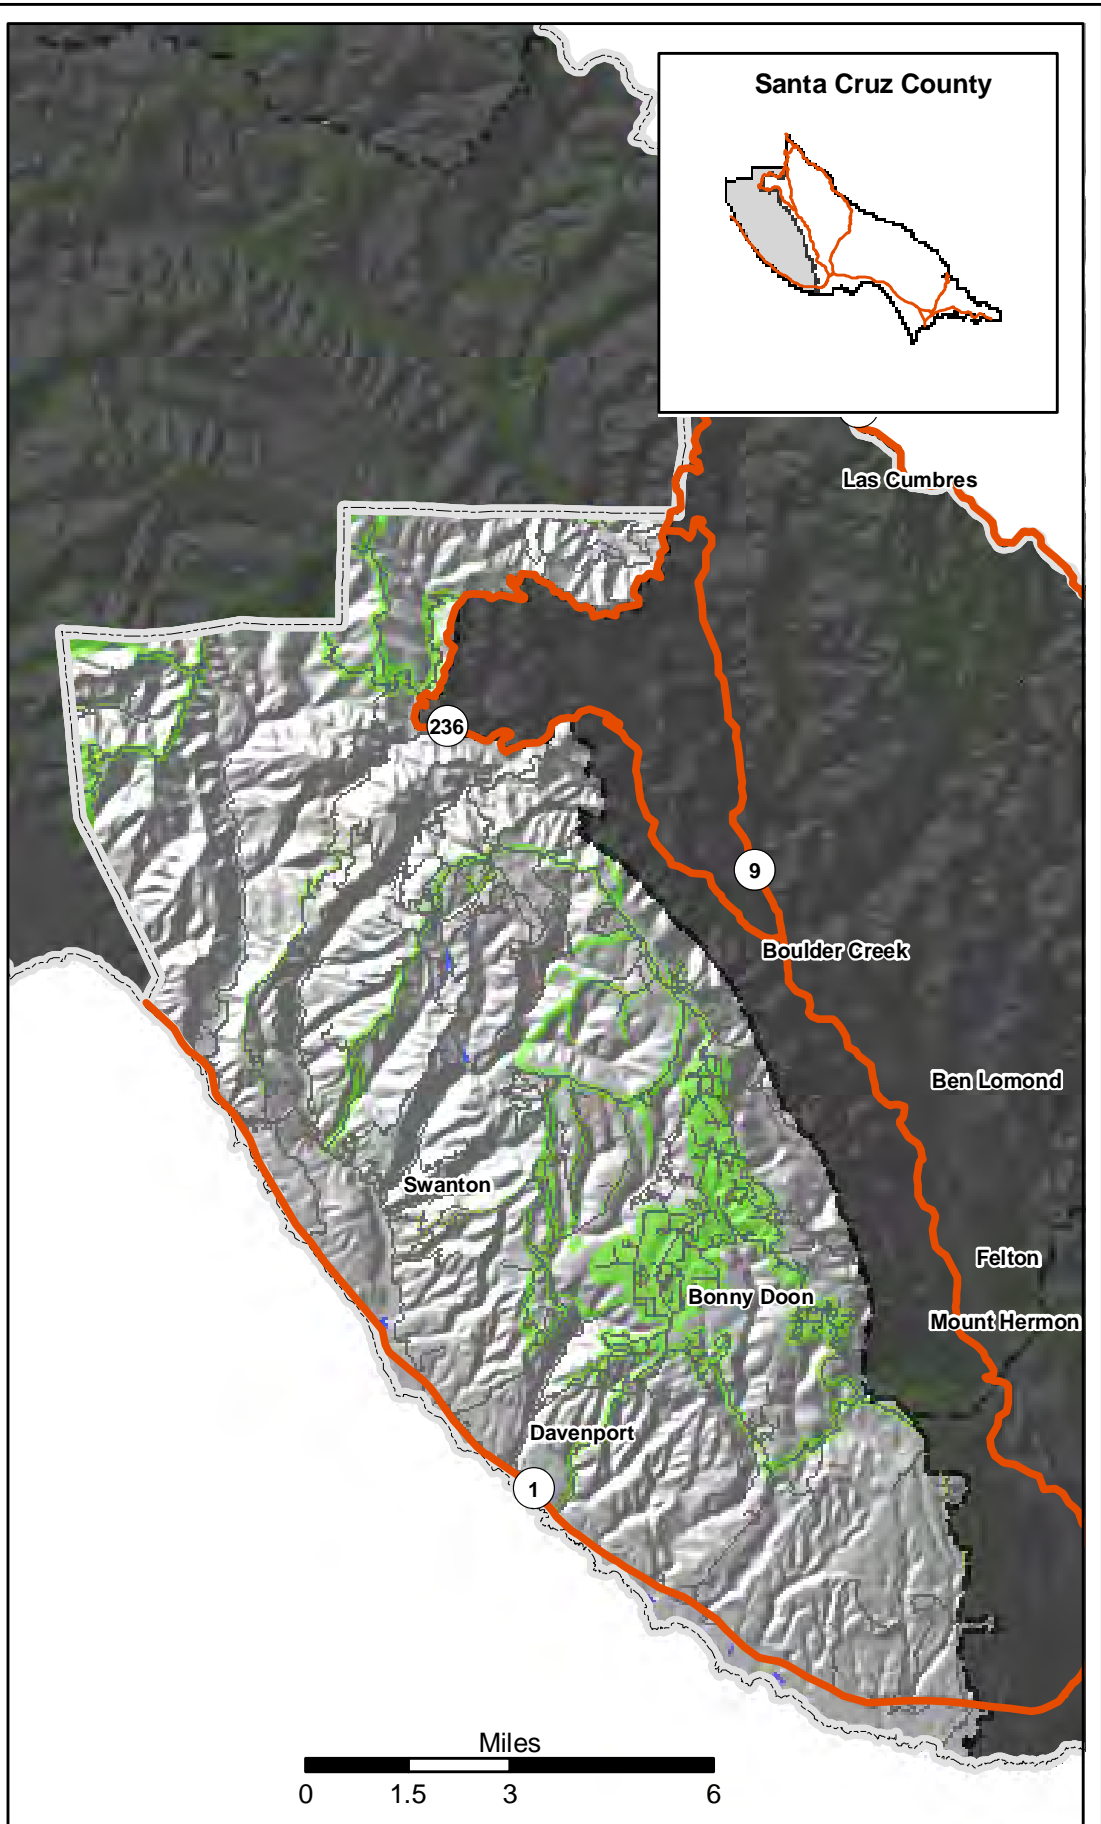 Santa Cruz County
Las Cumbres
236
9
Boulder Creek
Ben Lomond
Swanton
Felton
Bonny Doon
Mount Hermon
Davenport
1
Miles
0 1.5 3 6